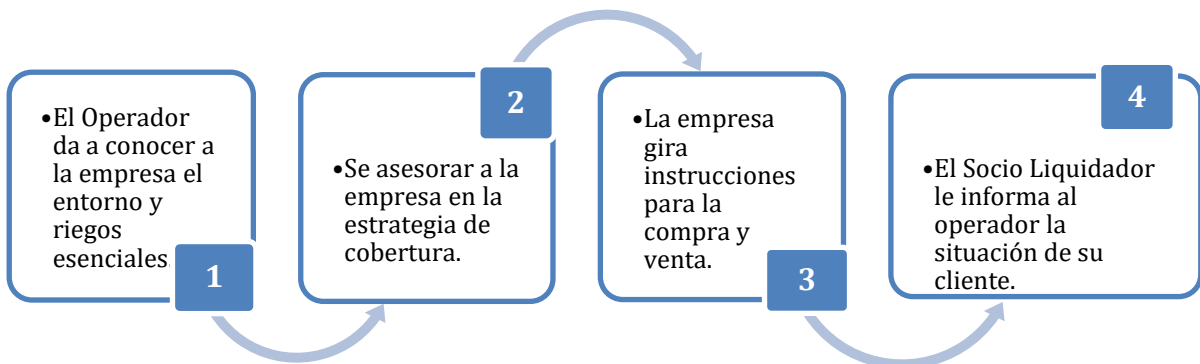 •El Operador
da a conocer a
la empresa el
entorno y
riegos
esenciales.
1
2
•Se asesorar a la
empresa en la
estrategia de
cobertura.
•La empresa
gira
instrucciones
para la
compra y
venta.
3
4
•El Socio Liquidador
le informa al
operador la
situación de su
cliente.